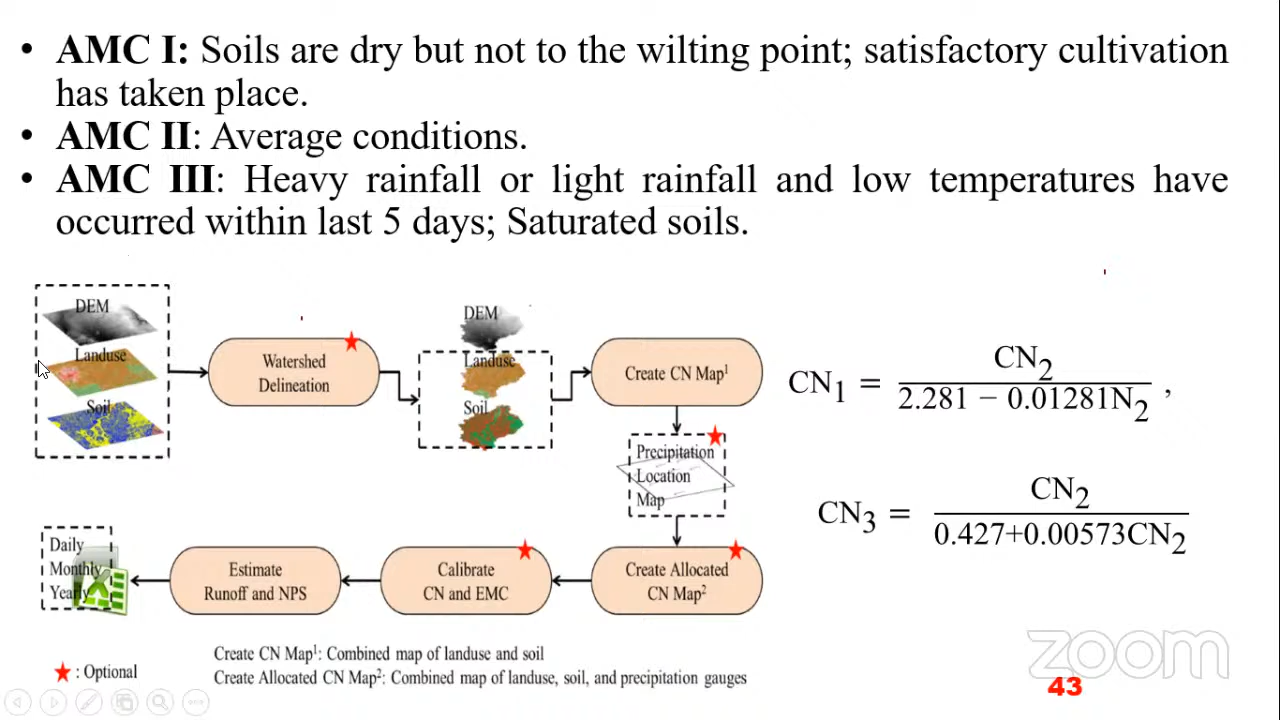 • AMC I: Soils are dry but not to the wilting point; satisfactory cultivation
has taken place.
• AMC II: Average conditions.
• AMC III: Heavy rainfall or light rainfall and low temperatures have
occurred within last 5 days; Saturated soils.
DEM
Landuse
Soil
Watershed
Delineation
DEM
Landuse
Soil
Create CN Map¹
Precipitation
Location
Map
Create Allocated
CN Map²
Calibrate
CN and EMC
Estimate
Runoff and NPS
Daily
Monthly
Yearly
CN₁ = CN₂ / (2.281 − 0.01281N₂) ,
CN₃ = CN₂ / (0.427+0.00573CN₂)
★ : Optional
Create CN Map¹: Combined map of landuse and soil
Create Allocated CN Map²: Combined map of landuse, soil, and precipitation gauges
zoom
43